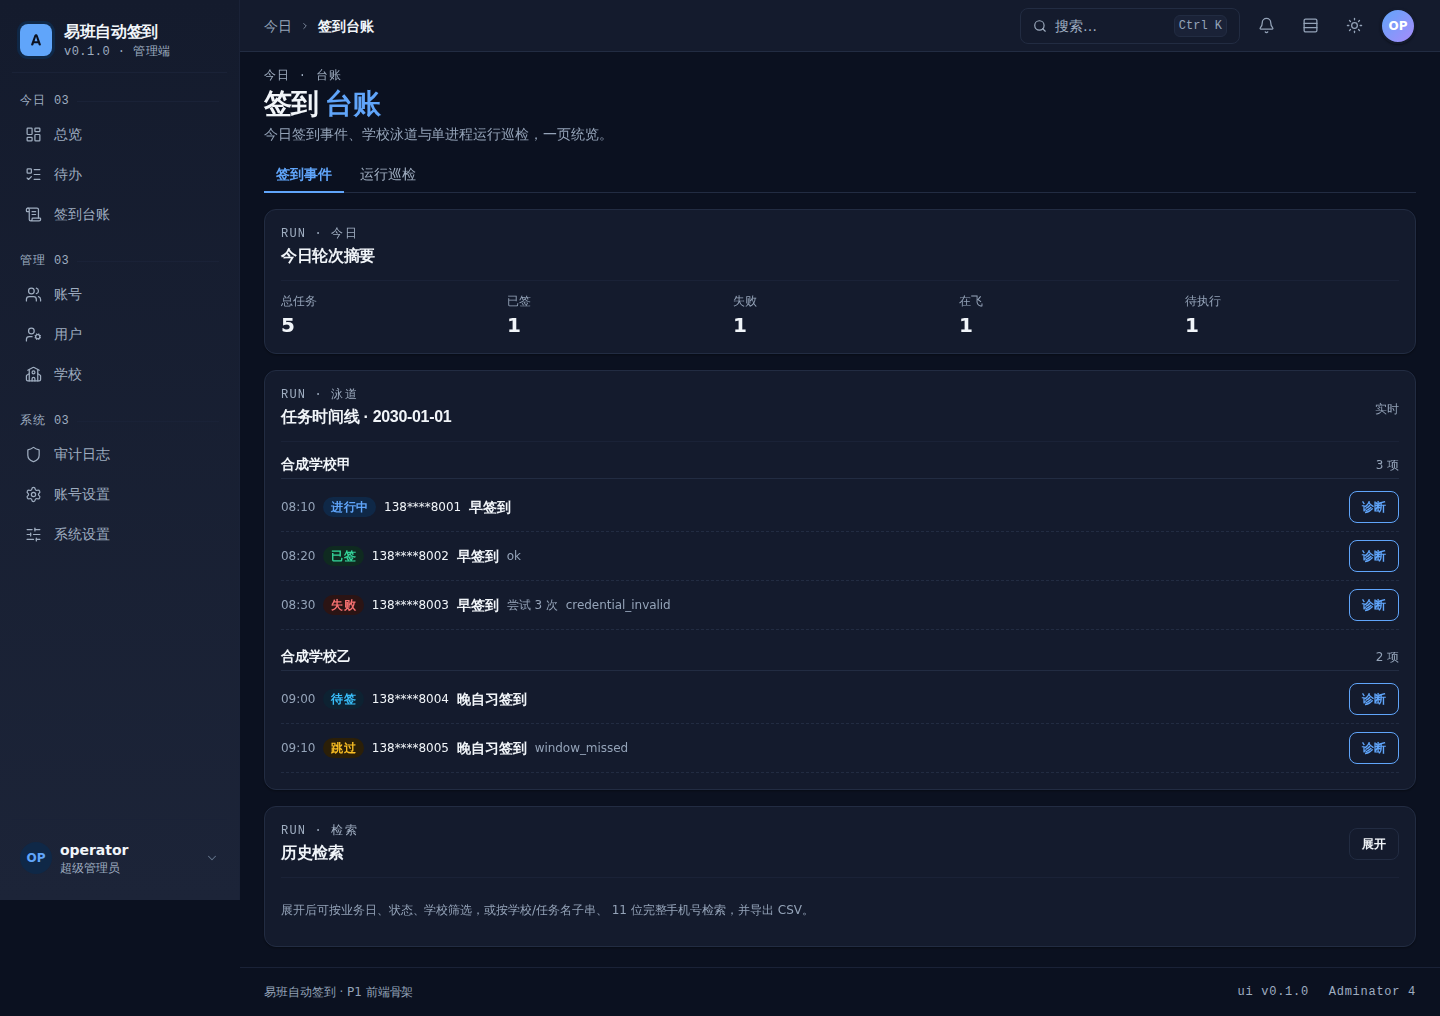 易班自动签到
v0.1.0 · 管理端
今日 03
总览
待办
签到台账
管理 03
账号
用户
学校
系统 03
审计日志
账号设置
系统设置
OP operator
超级管理员
今日 › 签到台账
搜索… Ctrl K
OP
今日 · 台账
签到 台账
今日签到事件、学校泳道与单进程运行巡检，一页统览。
签到事件 运行巡检
RUN · 今日
今日轮次摘要
总任务 已签 失败 在飞 待执行
5 1 1 1 1
RUN · 泳道
任务时间线 · 2030-01-01
实时
合成学校甲 3 项
08:10 进行中 138****8001 早签到 诊断
08:20 已签 138****8002 早签到 ok 诊断
08:30 失败 138****8003 早签到 尝试 3 次 credential_invalid 诊断
合成学校乙 2 项
09:00 待签 138****8004 晚自习签到 诊断
09:10 跳过 138****8005 晚自习签到 window_missed 诊断
RUN · 检索
历史检索
展开
展开后可按业务日、状态、学校筛选，或按学校/任务名子串、 11 位完整手机号检索，并导出 CSV。
易班自动签到 · P1 前端骨架 ui v0.1.0 Adminator 4